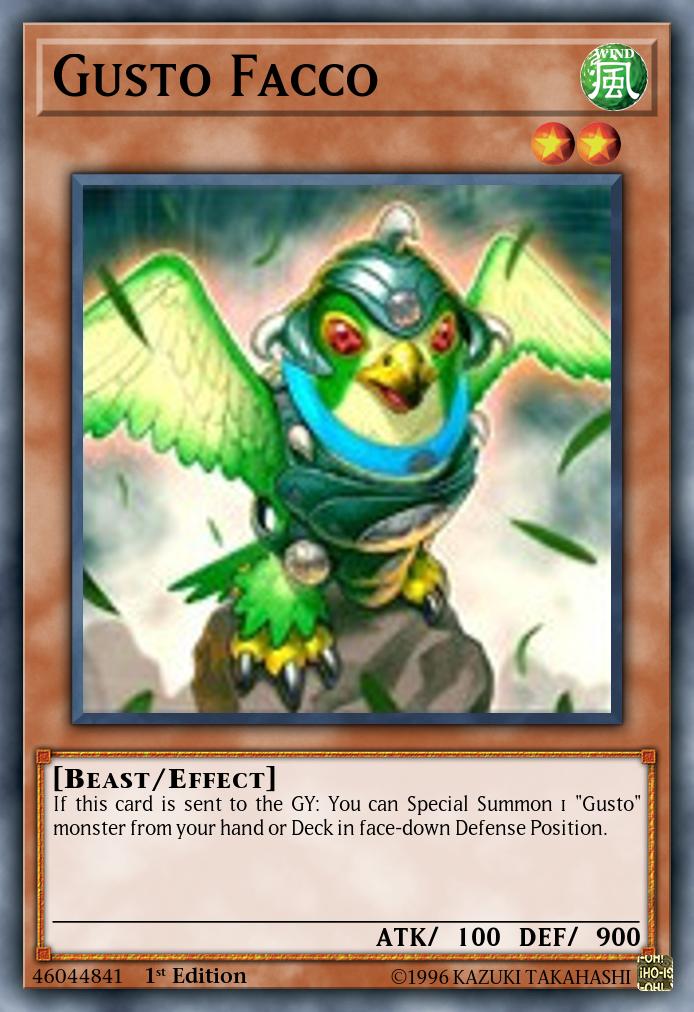 Gusto Facco
WIND
風
[Beast/Effect]
If this card is sent to the GY: You can Special Summon 1 "Gusto"
monster from your hand or Deck in face-down Defense Position.
ATK/ 100 DEF/ 900
46044841 1st Edition ©1996 KAZUKI TAKAHASHI